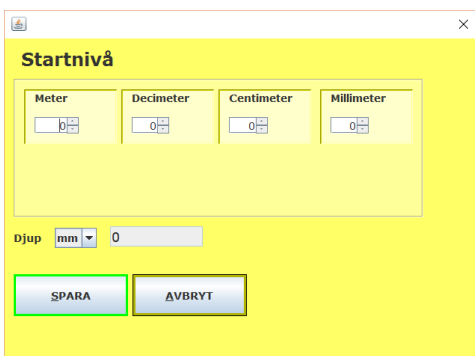 Startnivå
Meter Decimeter Centimeter Millimeter
0 0 0 0
Djup mm 0
SPARA AVBRYT